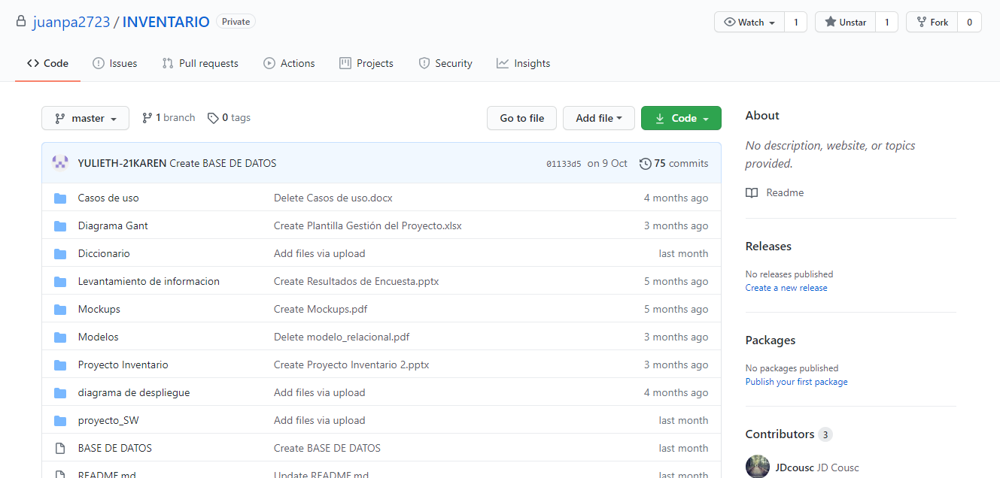 juanpa2723 / INVENTARIO Private
Watch 1 Unstar 1 Fork 0
Code Issues Pull requests Actions Projects Security Insights
master 1 branch 0 tags Go to file Add file Code
YULIETH-21KAREN Create BASE DE DATOS 01133d5 on 9 Oct 75 commits
Casos de uso Delete Casos de uso.docx 4 months ago
Diagrama Gant Create Plantilla Gestión del Proyecto.xlsx 3 months ago
Diccionario Add files via upload last month
Levantamiento de informacion Create Resultados de Encuesta.pptx 5 months ago
Mockups Create Mockups.pdf 5 months ago
Modelos Delete modelo_relacional.pdf 3 months ago
Proyecto Inventario Create Proyecto Inventario 2.pptx 3 months ago
diagrama de despliegue Add files via upload 4 months ago
proyecto_SW Add files via upload last month
BASE DE DATOS Create BASE DE DATOS last month
README.md Update README.md last month
About
No description, website, or topics
provided.
Readme
Releases
No releases published
Create a new release
Packages
No packages published
Publish your first package
Contributors 3
JDcousc JD Cousc